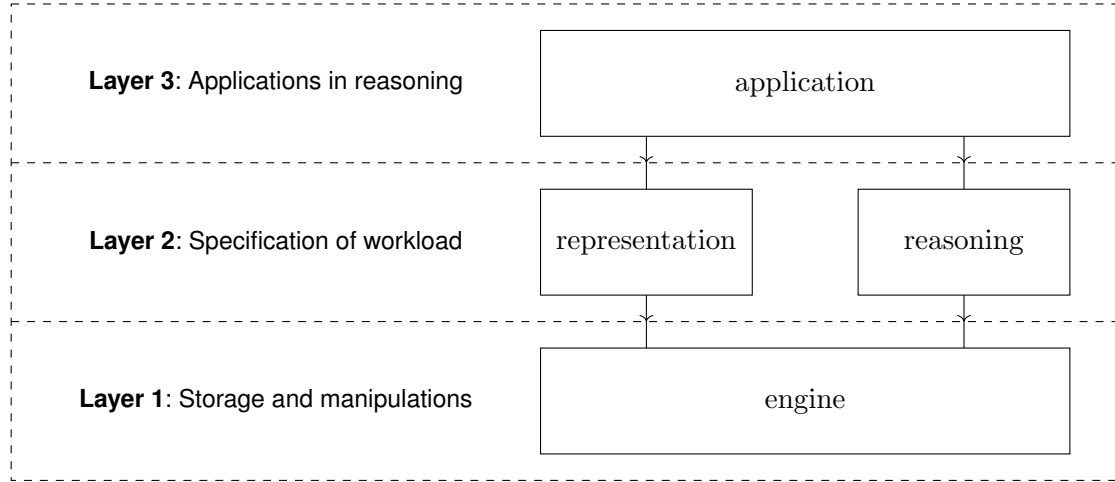 Layer 3: Applications in reasoning
application
Layer 2: Specification of workload
representation
reasoning
Layer 1: Storage and manipulations
engine